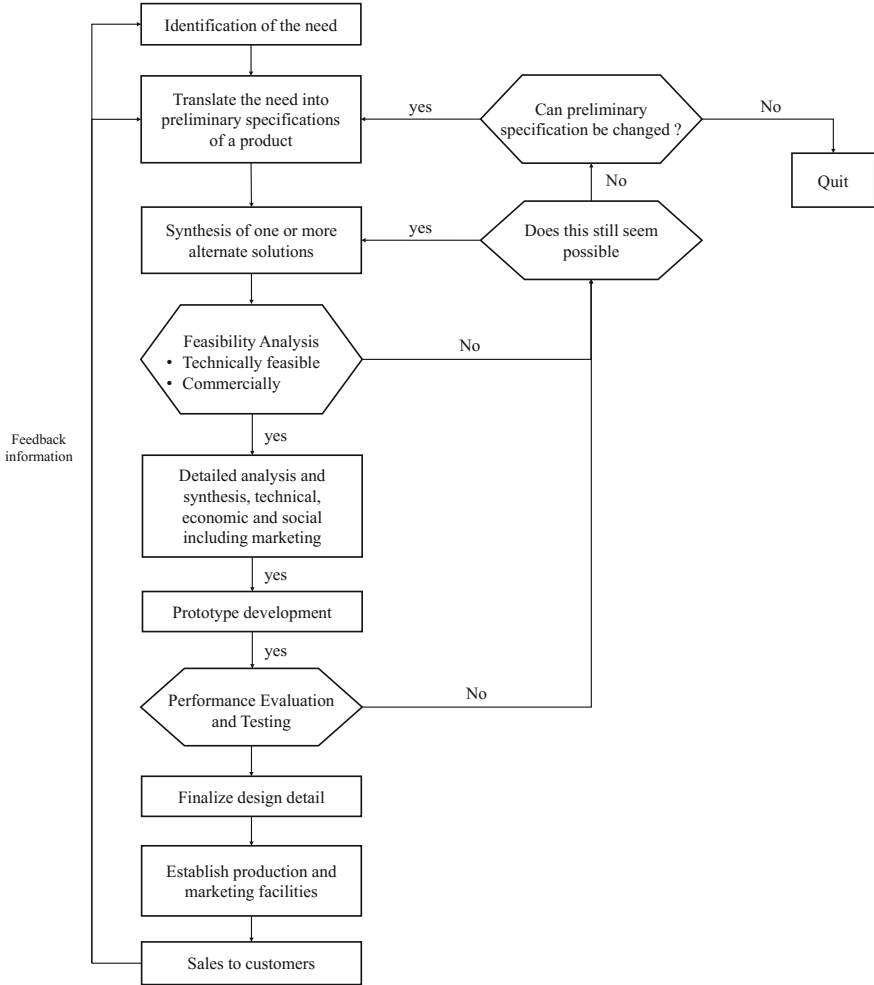 Identification of the need
Translate the need into
preliminary specifications
of a product
yes
Can preliminary
specification be changed ?
No
Quit
No
Synthesis of one or more
alternate solutions
yes
Does this still seem
possible
Feasibility Analysis
• Technically feasible
• Commercially
No
yes
Feedback
information
Detailed analysis and
synthesis, technical,
economic and social
including marketing
yes
Prototype development
yes
Performance Evaluation
and Testing
No
Finalize design detail
Establish production and
marketing facilities
Sales to customers